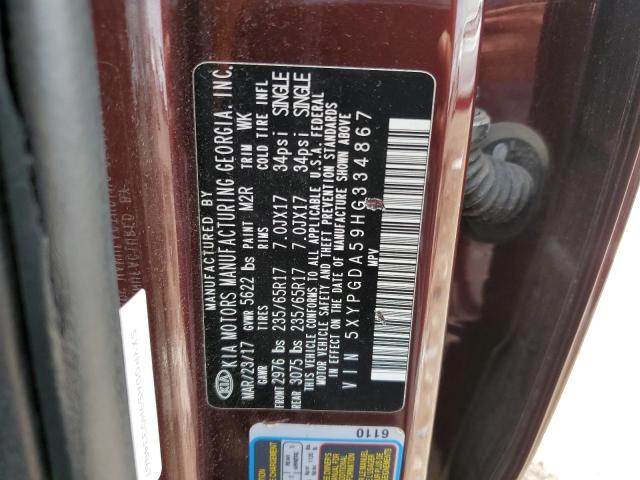 MANUFACTURED BY
KIA KIA MOTORS MANUFACTURING GEORGIA, INC.
MAR/23/17 GVWR 5622 lbs PAINT M2R TRIM WK
GAWR TIRES RIMS COLD TIRE INFL
FRONT 2976 lbs 235/65R17 7.0JX17 34psi SINGLE
REAR 3075 lbs 235/65R17 7.0JX17 34psi SINGLE
THIS VEHICLE CONFORMS TO ALL APPLICABLE U.S.A. FEDERAL
MOTOR VEHICLE SAFETY AND THEFT PREVENTION STANDARDS
IN EFFECT ON THE DATE OF MANUFACTURE SHOWN ABOVE
VIN 5XYPGDA59HG334867
MPV
6110